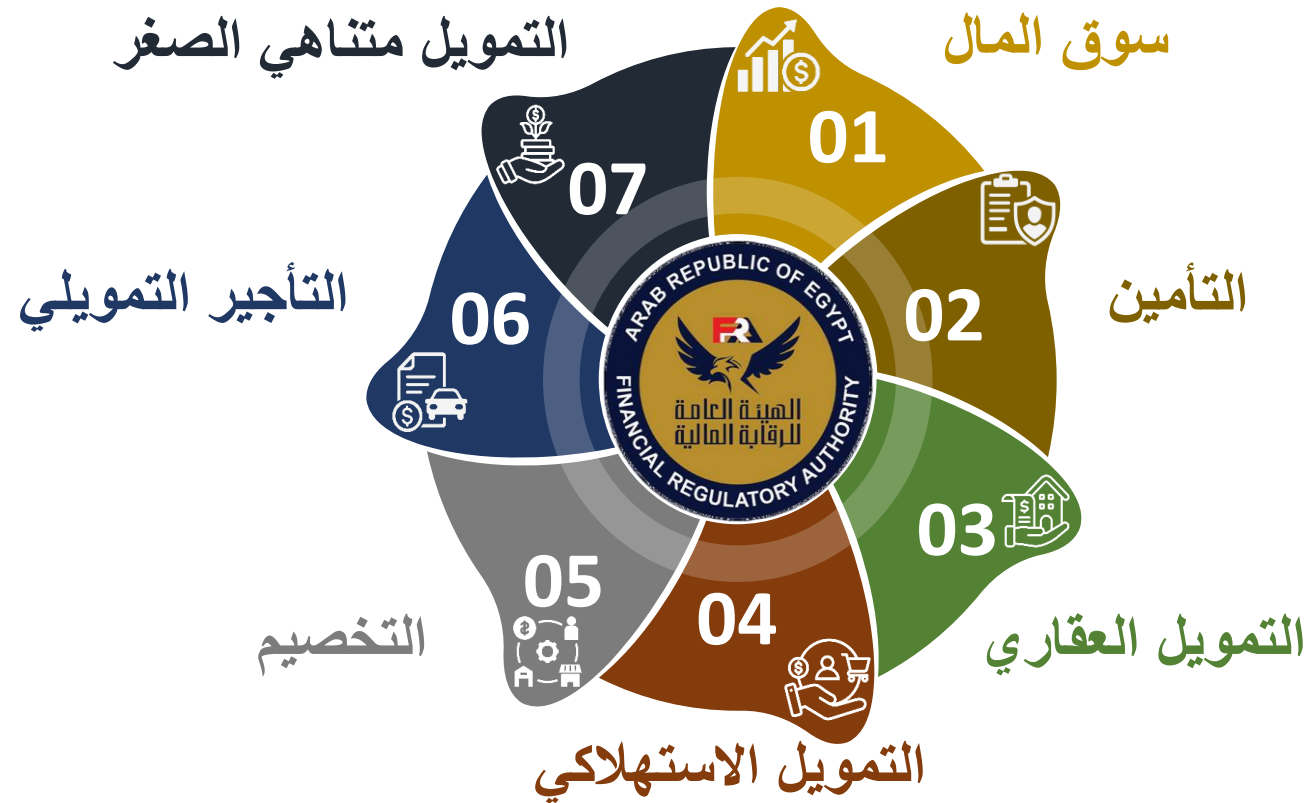 سوق المال
01
التأمين
02
التمويل العقاري
03
التمويل الاستهلاكي
04
التخصيم
05
التأجير التمويلي
06
التمويل متناهي الصغر
07
ARAB REPUBLIC OF EGYPT
FRA
الهيئة العامة
للرقابة المالية
FINANCIAL REGULATORY AUTHORITY